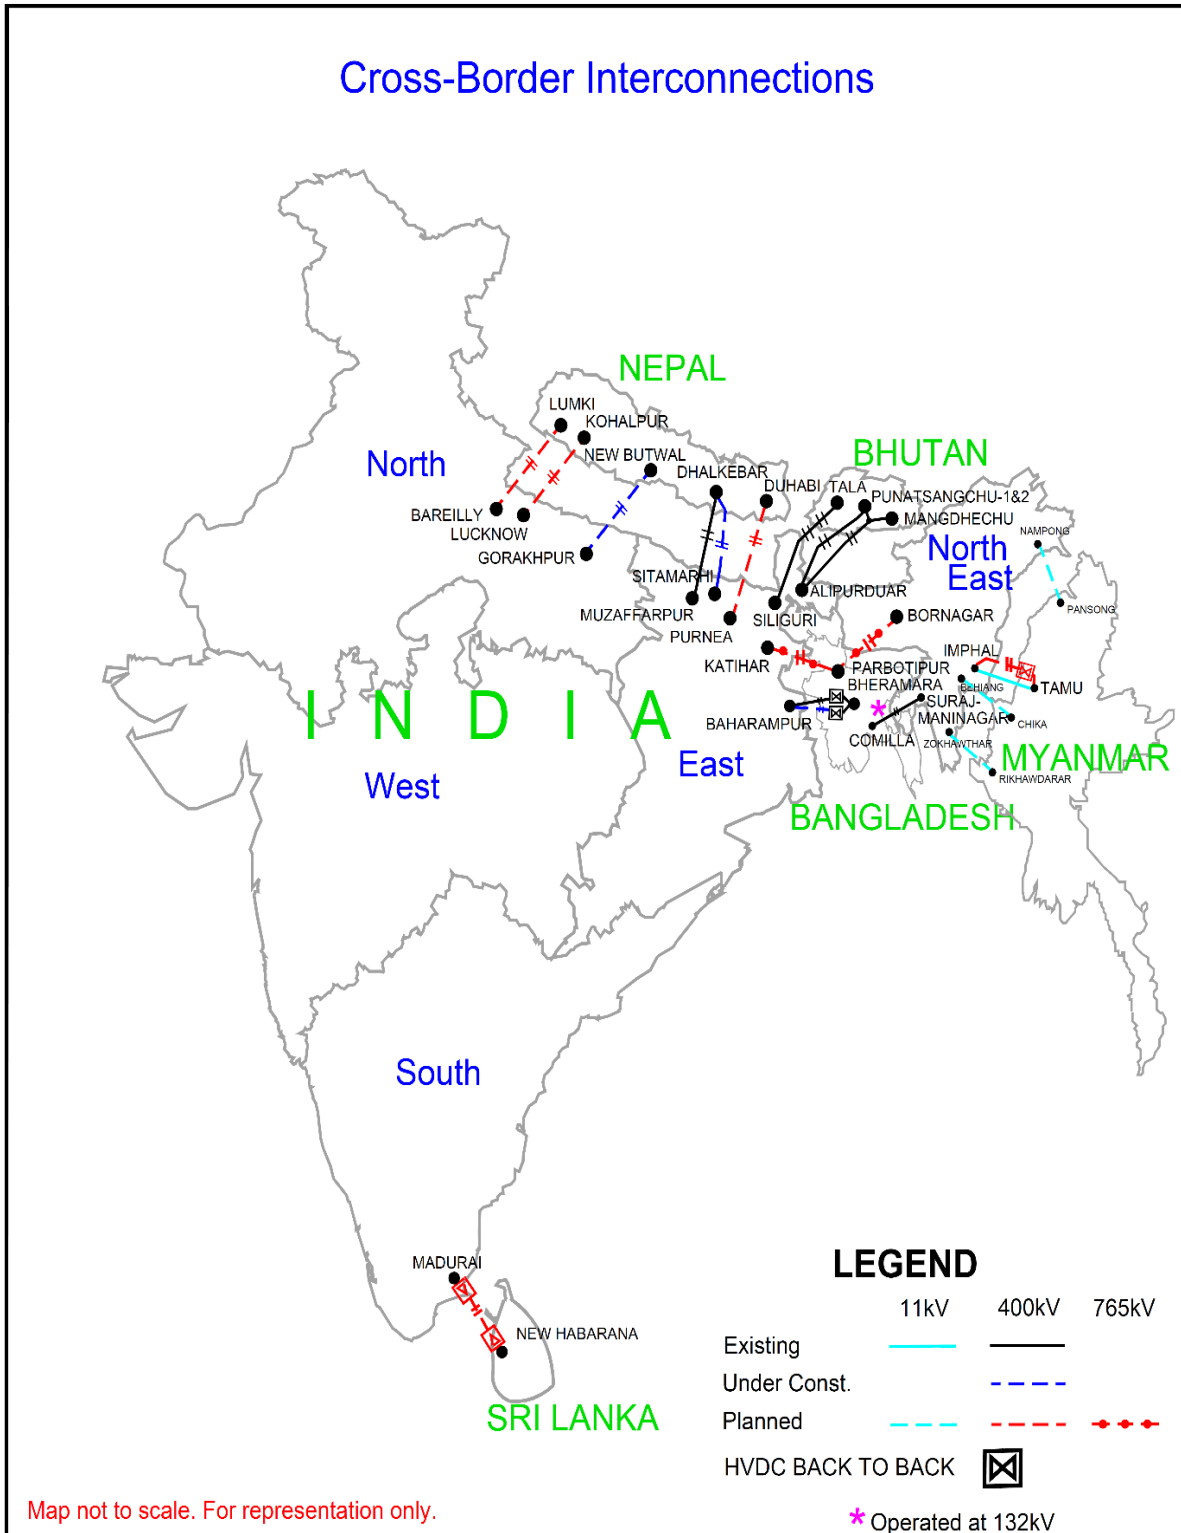 Cross-Border Interconnections
NEPAL
LUMKI
KOHALPUR
NEW BUTWAL
North
DHALKEBAR
DUHABI
TALA
BHUTAN
PUNATSANGCHU-1&2
MANGDHECHU
BAREILLY
LUCKNOW
GORAKHPUR
North
East
NAMPONG
PANSONG
SITAMARHI
MUZAFFARPUR
PURNEA
SILIGURI
ALIPURDUAR
BORNAGAR
KATIHAR
PARBOTIPUR
BHERAMARA
IMPHAL
BEHIANG
TAMU
SURAJ-
MANINAGAR
CHIKA
BAHARAMPUR
*
COMILLA
ZOKHAWTHAR
RIKHAWDARAR
INDIA
West
East
MYANMAR
BANGLADESH
South
MADURAI
NEW HABARANA
SRI LANKA
LEGEND
11kV 400kV 765kV
Existing
Under Const.
Planned
HVDC BACK TO BACK
* Operated at 132kV
Map not to scale. For representation only.